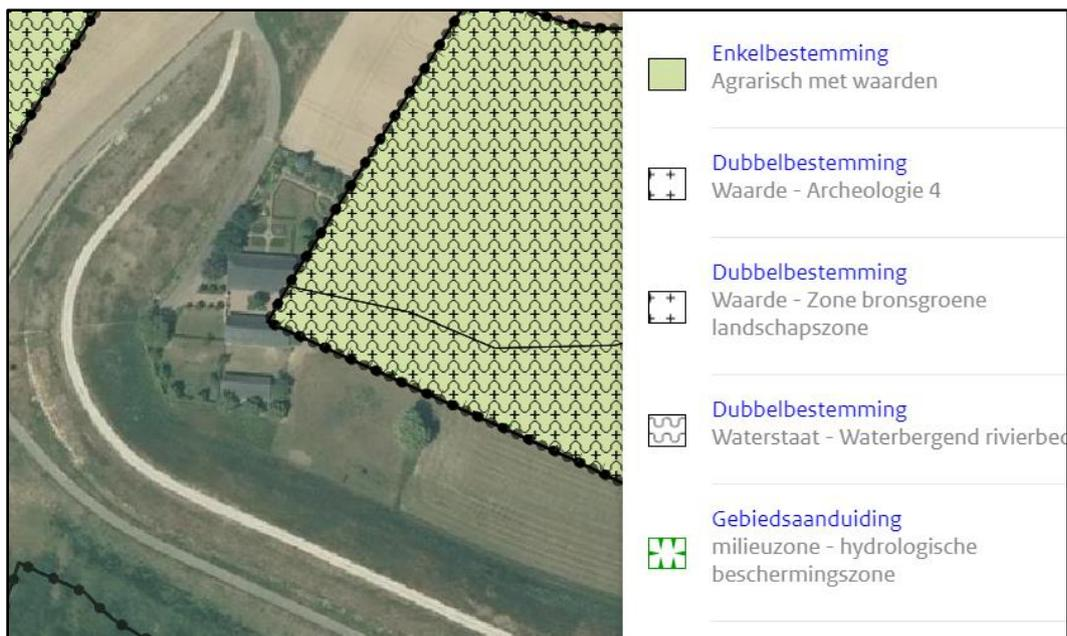 Enkelbestemming
Agrarisch met waarden
Dubbelbestemming
Waarde - Archeologie 4
Dubbelbestemming
Waarde - Zone bronsgroene
landschapszone
Dubbelbestemming
Waterstaat - Waterbergend rivierbed
Gebiedsaanduiding
milieuzone - hydrologische
beschermingszone